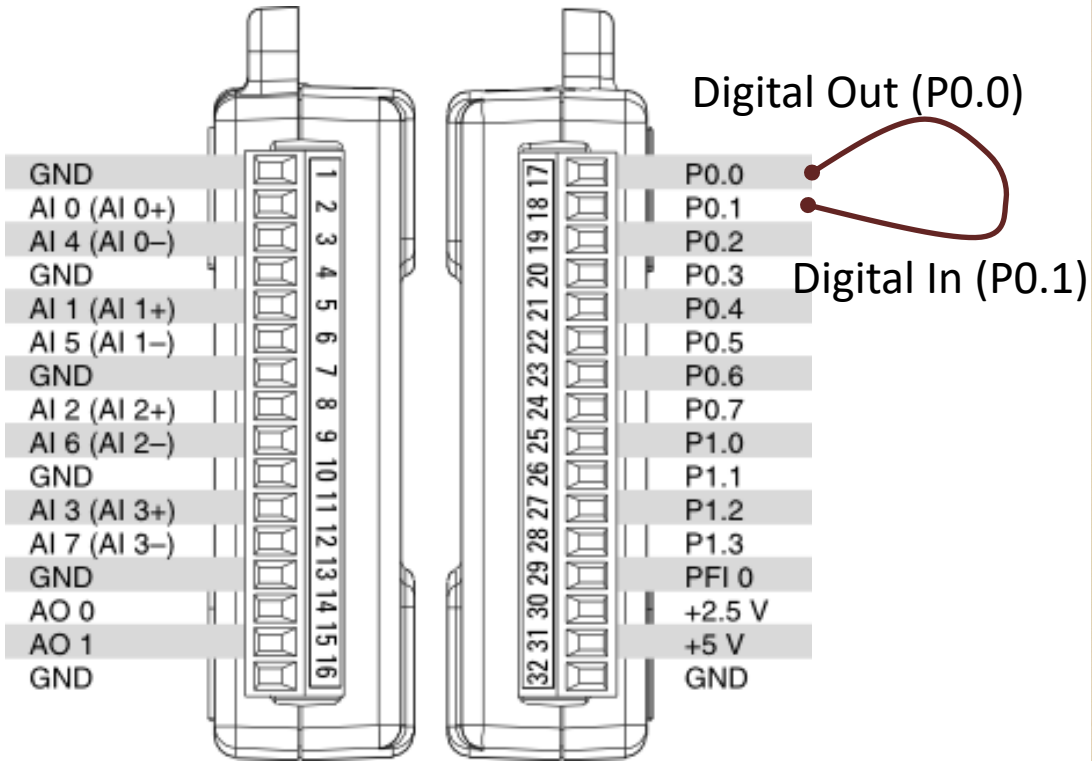 GND
AI 0 (AI 0+)
AI 4 (AI 0–)
GND
AI 1 (AI 1+)
AI 5 (AI 1–)
GND
AI 2 (AI 2+)
AI 6 (AI 2–)
GND
AI 3 (AI 3+)
AI 7 (AI 3–)
GND
AO 0
AO 1
GND
1
2
3
4
5
6
7
8
9
10
11
12
13
14
15
16
17
18
19
20
21
22
23
24
25
26
27
28
29
30
31
32
P0.0
P0.1
P0.2
P0.3
P0.4
P0.5
P0.6
P0.7
P1.0
P1.1
P1.2
P1.3
PFI 0
+2.5 V
+5 V
GND
Digital Out (P0.0)
Digital In (P0.1)